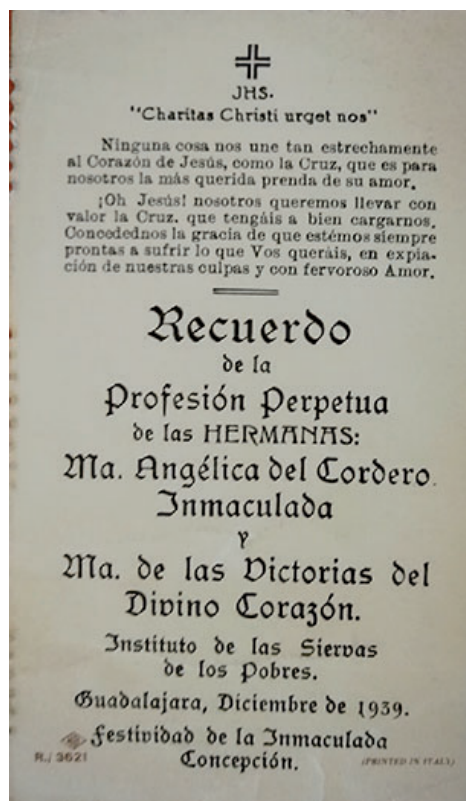 JHS.
"Charitas Christi urget nos"
Ninguna cosa nos une tan estrechamente
al Corazón de Jesús, como la Cruz, que es para
nosotros la más querida prenda de su amor.
¡Oh Jesús! nosotros queremos llevar con
valor la Cruz. que tengáis a bien cargarnos.
Concedednos la gracia de que estémos siempre
prontas a sufrir lo que Vos queráis, en expia-
ción de nuestras culpas y con fervoroso Amor.
Recuerdo
de la
Profesión Perpetua
de las HERMANAS:
Ma. Angélica del Cordero
Inmaculada
y
Ma. de las Victorias del
Divino Corazón.
Instituto de las Siervas
de los Pobres.
Guadalajara, Diciembre de 1939.
Festividad de la Inmaculada
Concepción.
R./ 3621
(PRINTED IN ITALY)